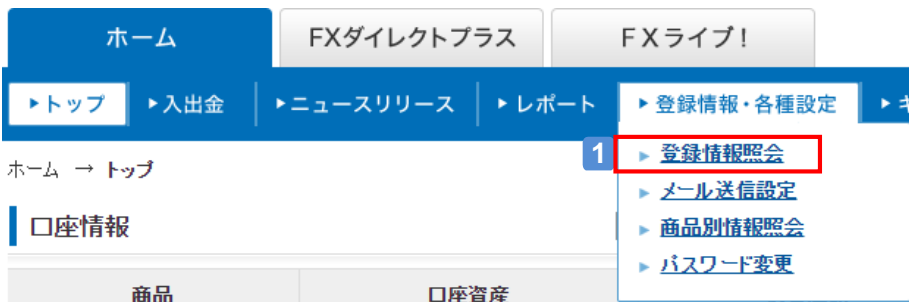 ホーム
FXダイレクトプラス
FXライブ!
トップ
入出金
ニュースリリース
レポート
登録情報・各種設定
1
登録情報照会
ホーム → トップ
メール送信設定
口座情報
商品別情報照会
パスワード変更
商品
口座資産